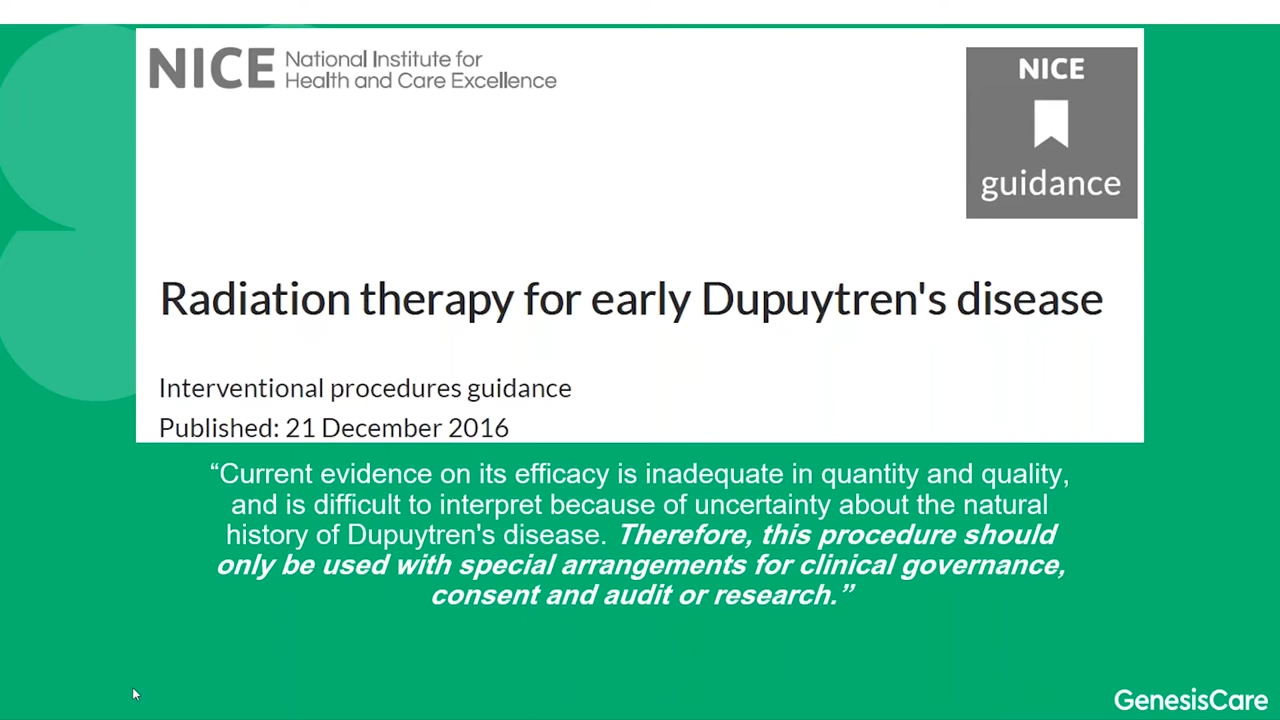 NICE National Institute for
Health and Care Excellence
NICE
guidance
Radiation therapy for early Dupuytren's disease
Interventional procedures guidance
Published: 21 December 2016
“Current evidence on its efficacy is inadequate in quantity and quality,
and is difficult to interpret because of uncertainty about the natural
history of Dupuytren's disease. Therefore, this procedure should
only be used with special arrangements for clinical governance,
consent and audit or research.”
GenesisCare